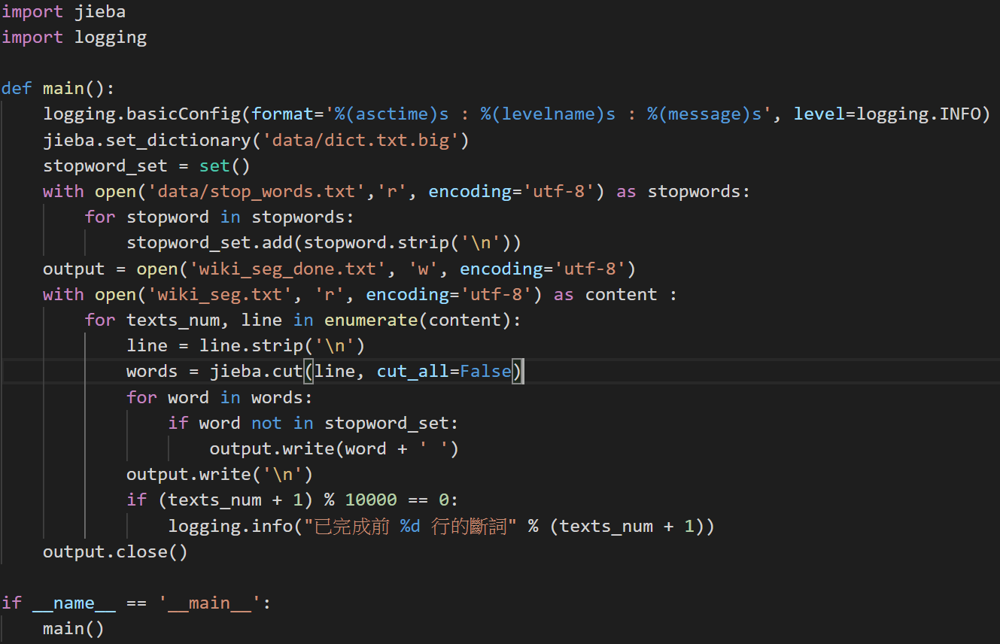 import jieba
import logging

def main():
    logging.basicConfig(format='%(asctime)s : %(levelname)s : %(message)s', level=logging.INFO)
    jieba.set_dictionary('data/dict.txt.big')
    stopword_set = set()
    with open('data/stop_words.txt','r', encoding='utf-8') as stopwords:
        for stopword in stopwords:
            stopword_set.add(stopword.strip('\n'))
    output = open('wiki_seg_done.txt', 'w', encoding='utf-8')
    with open('wiki_seg.txt', 'r', encoding='utf-8') as content :
        for texts_num, line in enumerate(content):
            line = line.strip('\n')
            words = jieba.cut(line, cut_all=False)
            for word in words:
                if word not in stopword_set:
                    output.write(word + ' ')
            output.write('\n')
            if (texts_num + 1) % 10000 == 0:
                logging.info("已完成前 %d 行的斷詞" % (texts_num + 1))
    output.close()

if __name__ == '__main__':
    main()